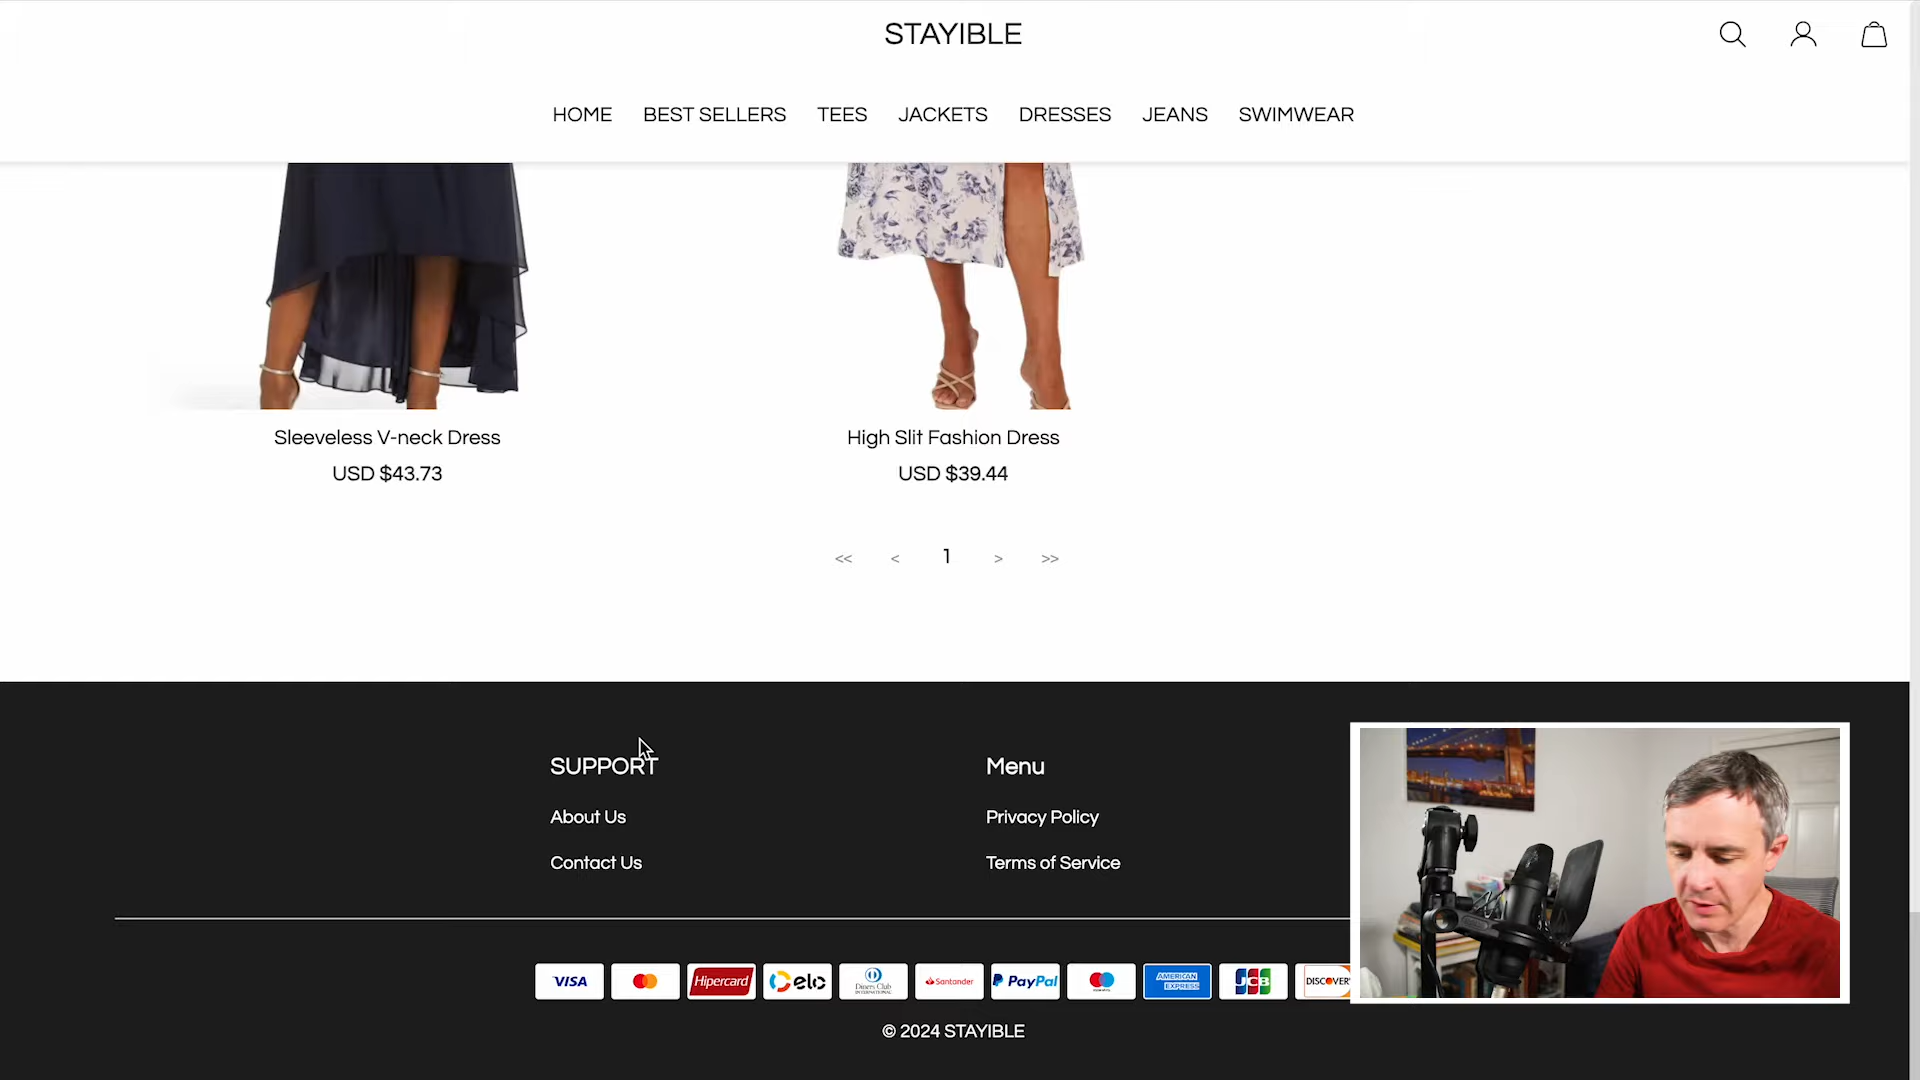 STAYIBLE
HOME BEST SELLERS TEES JACKETS DRESSES JEANS SWIMWEAR
Sleeveless V-neck Dress
USD $43.73
High Slit Fashion Dress
USD $39.44
<< < 1 > >>
SUPPORT
About Us
Contact Us
Menu
Privacy Policy
Terms of Service
VISA Hipercard elo Diners Club INTERNATIONAL Santander PayPal maestro AMERICAN EXPRESS JCB DISCOVER
© 2024 STAYIBLE